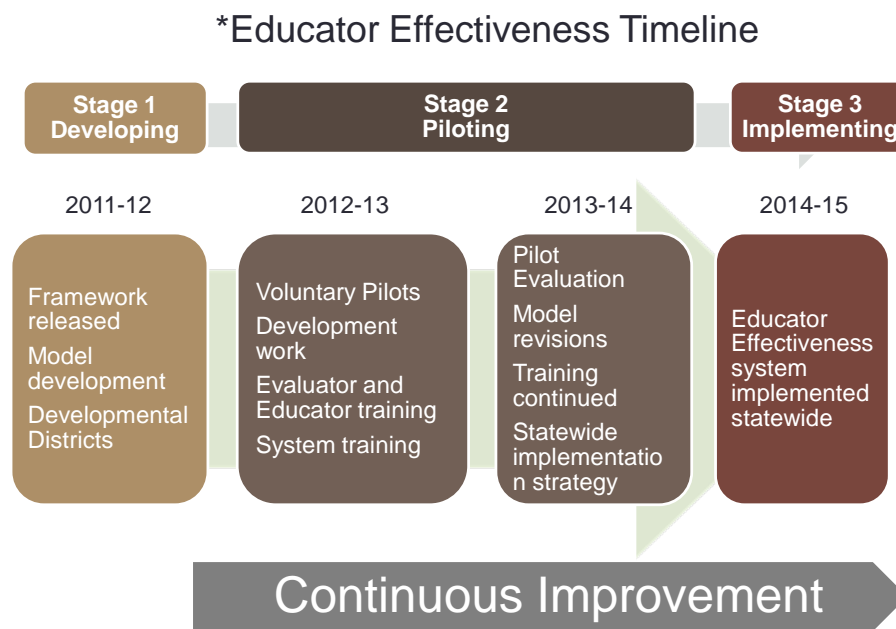 *Educator Effectiveness Timeline
Stage 1
Developing
Stage 2
Piloting
Stage 3
Implementing
2011-12
2012-13
2013-14
2014-15
Framework
released
Model
development
Developmental
Districts
Voluntary Pilots
Development
work
Evaluator and
Educator training
System training
Pilot
Evaluation
Model
revisions
Training
continued
Statewide
implementatio
n strategy
Educator
Effectiveness
system
implemented
statewide
Continuous Improvement